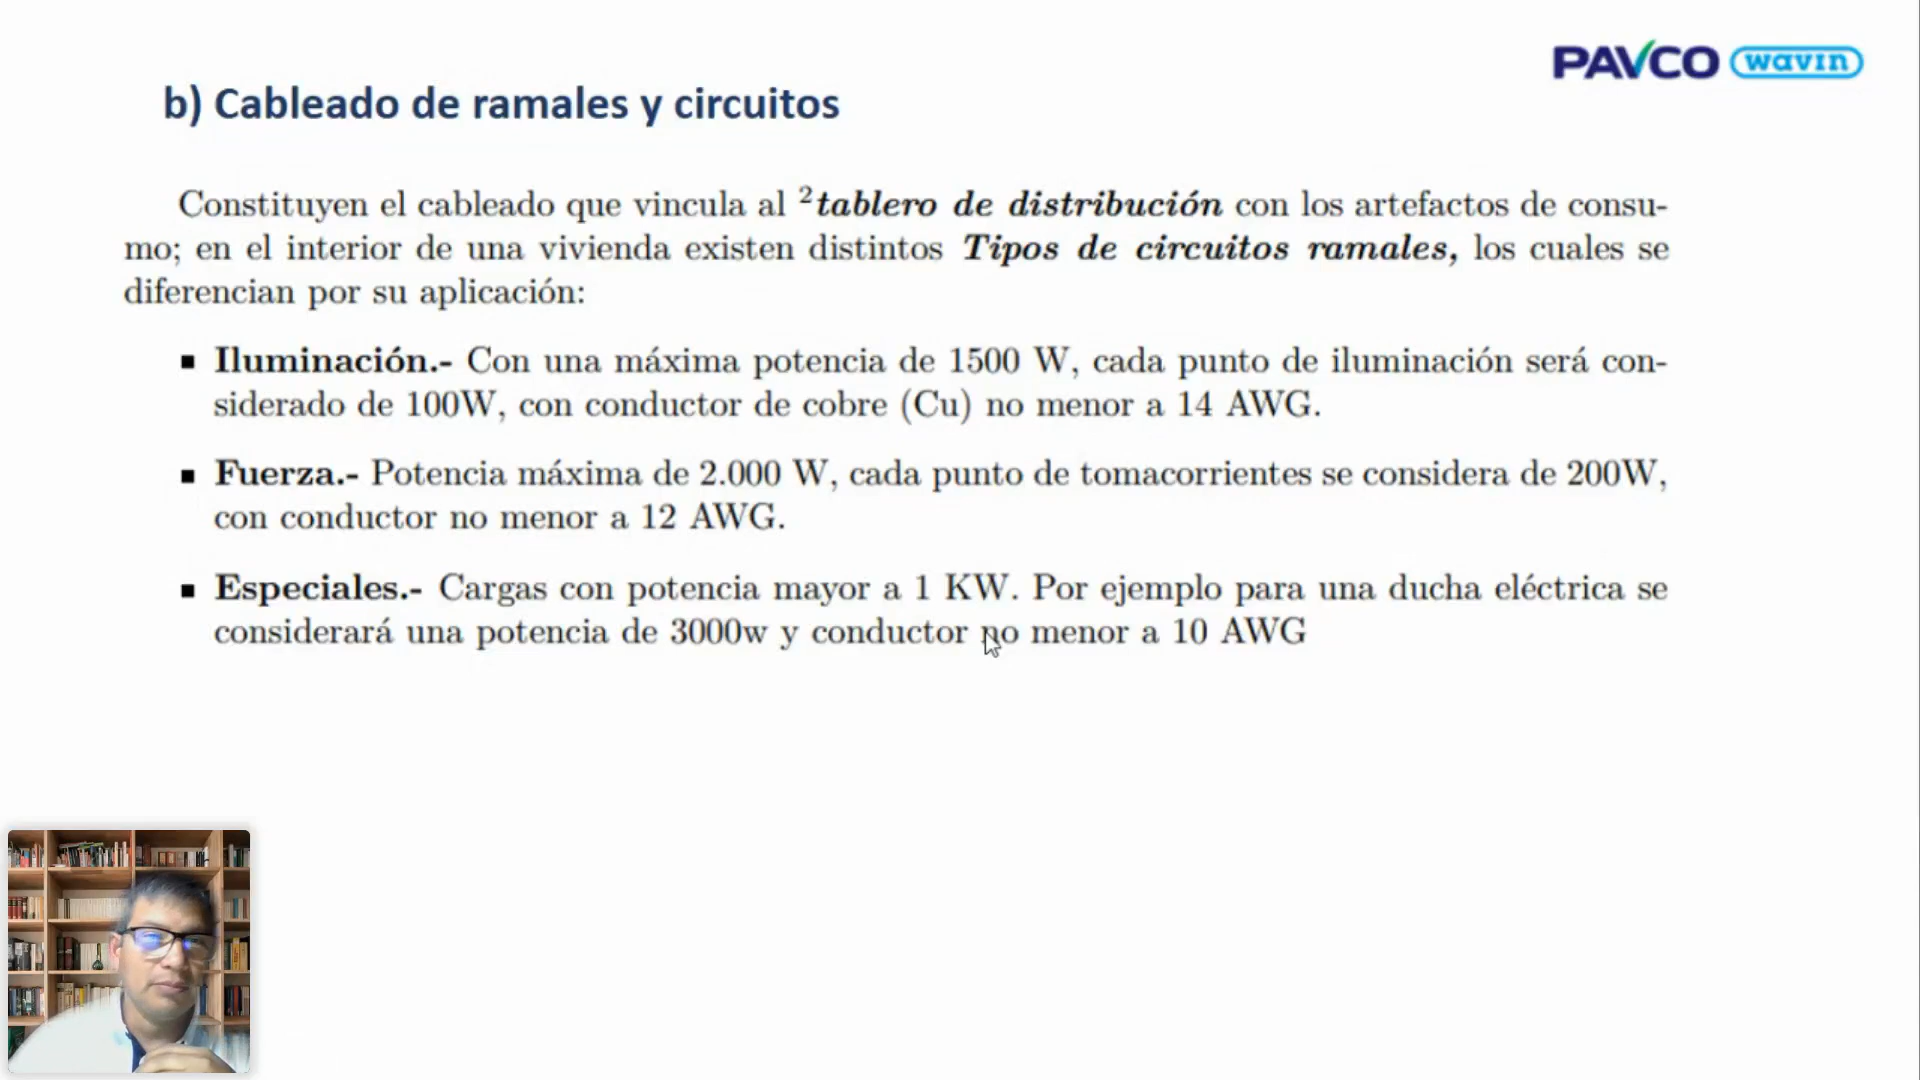 PAVCO wavin
b) Cableado de ramales y circuitos
Constituyen el cableado que vincula al ²tablero de distribución con los artefactos de consu-
mo; en el interior de una vivienda existen distintos Tipos de circuitos ramales, los cuales se
diferencian por su aplicación:
▪ Iluminación.- Con una máxima potencia de 1500 W, cada punto de iluminación será con-
siderado de 100W, con conductor de cobre (Cu) no menor a 14 AWG.
▪ Fuerza.- Potencia máxima de 2.000 W, cada punto de tomacorrientes se considera de 200W,
con conductor no menor a 12 AWG.
▪ Especiales.- Cargas con potencia mayor a 1 KW. Por ejemplo para una ducha eléctrica se
considerará una potencia de 3000w y conductor no menor a 10 AWG